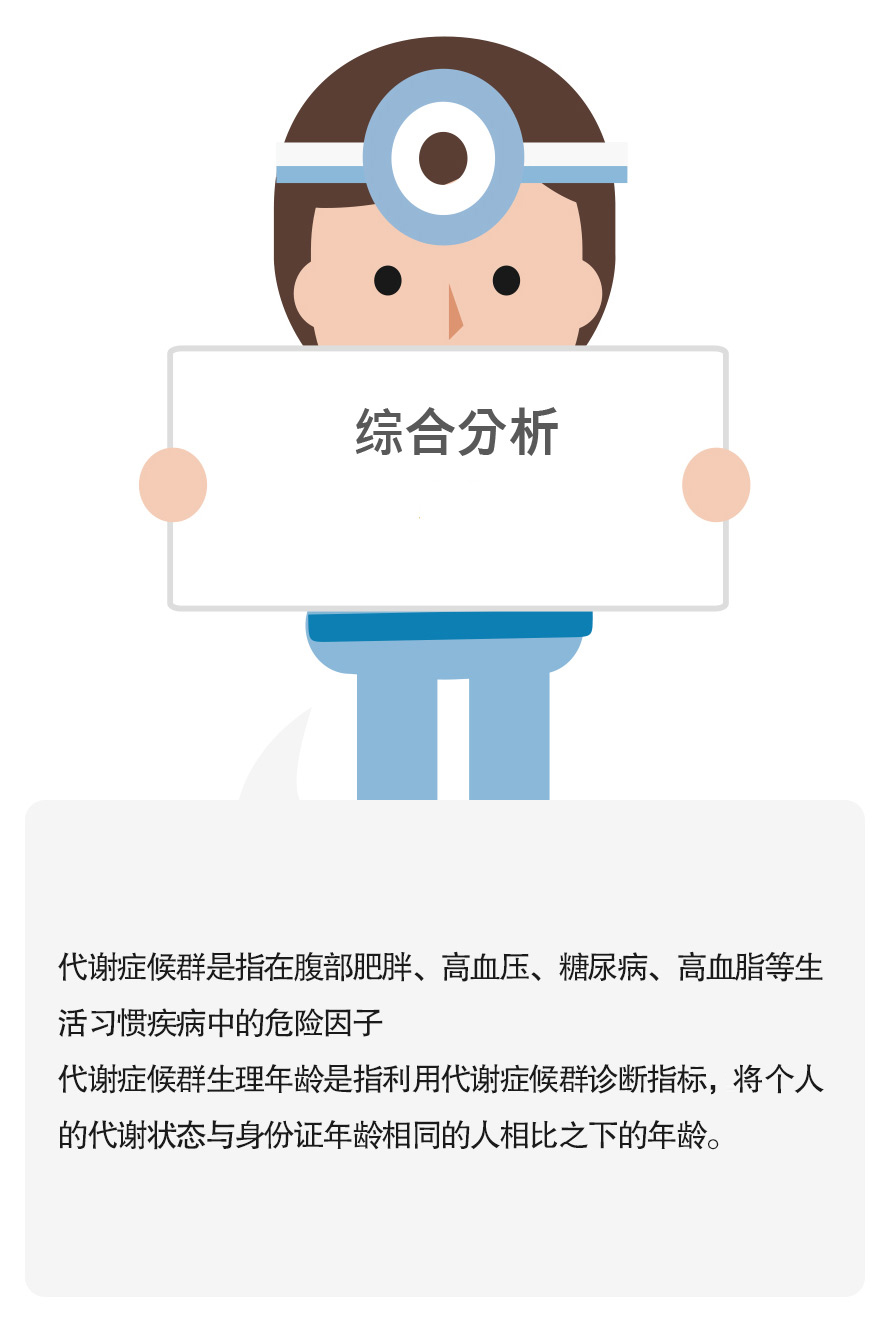 综合分析
代谢症候群是指在腹部肥胖、高血压、糖尿病、高血脂等生
活习惯疾病中的危险因子
代谢症候群生理年龄是指利用代谢症候群诊断指标，将个人
的代谢状态与身份证年龄相同的人相比之下的年龄。